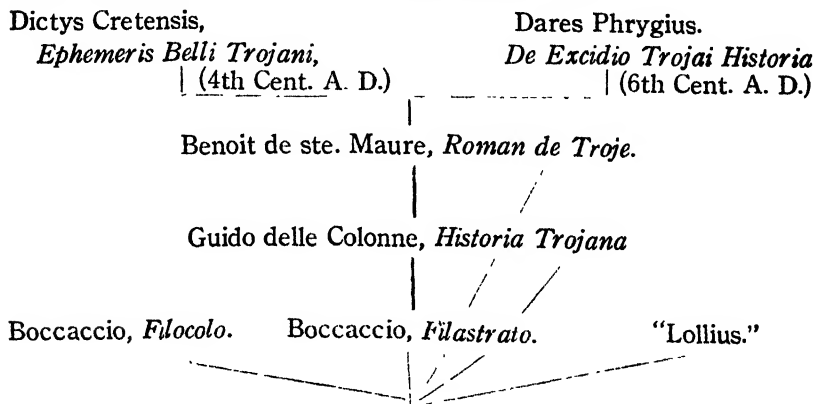 Dictys Cretensis,
Dares Phrygius.
Ephemeris Belli Trojani,
De Excidio Trojai Historia
(4th Cent. A. D.)
(6th Cent. A. D.)
Benoit de ste. Maure, Roman de Troje.
Guido delle Colonne, Historia Trojana
Boccaccio, Filocolo.
Boccaccio, Filastrato.
"Lollius."